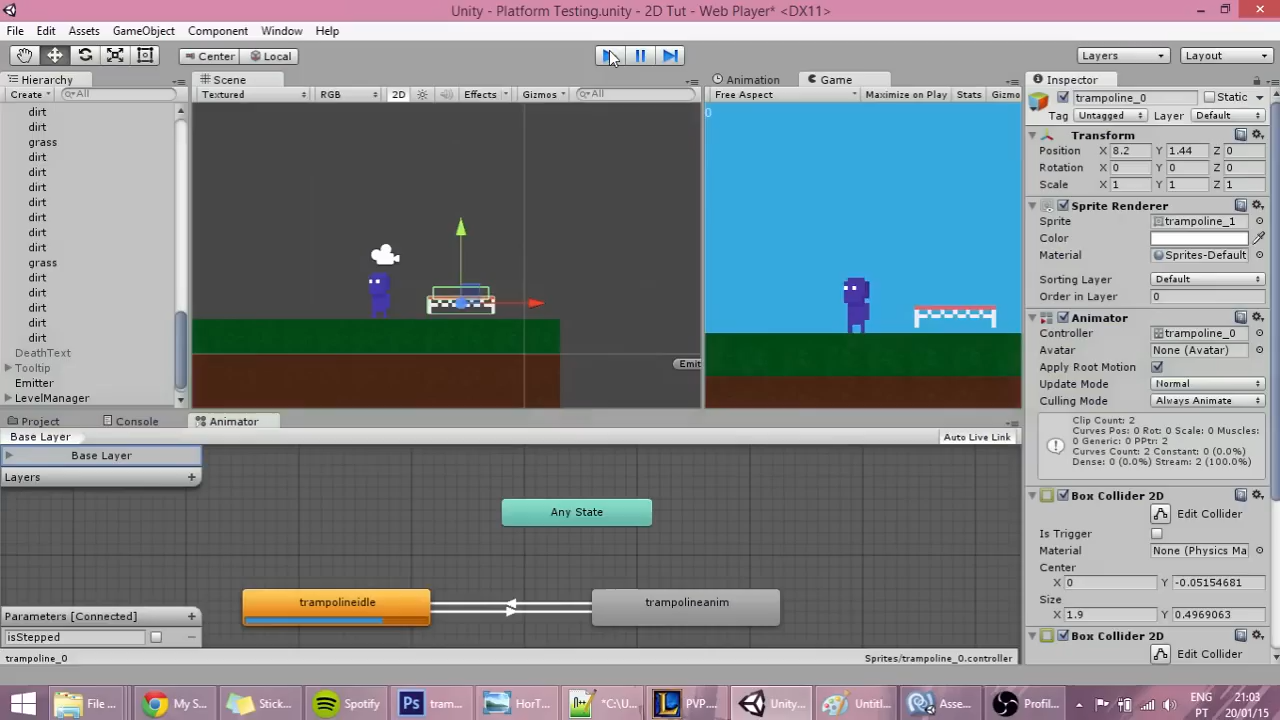 Unity - Platform Testing.unity - 2D Tut - Web Player* <DX11>
File Edit Assets GameObject Component Window Help
Center Local Layers Layout
Hierarchy Scene Animation Game Inspector
Create All Textured RGB 2D Effects Gizmos All Free Aspect Maximize on Play Stats Gizmo
trampoline_0 Static
Tag Untagged Layer Default
0
dirt
dirt
grass
dirt
dirt
dirt
dirt
dirt
dirt
dirt
grass
dirt
dirt
dirt
dirt
dirt
DeathText
Tooltip
Emitter
LevelManager
Emit
Transform
Position X 8.2 Y 1.44 Z 0
Rotation X 0 Y 0 Z 0
Scale X 1 Y 1 Z 1
Sprite Renderer
Sprite trampoline_1
Color
Material Sprites-Default
Sorting Layer Default
Order in Layer 0
Animator
Controller trampoline_0
Avatar None (Avatar)
Apply Root Motion
Update Mode Normal
Culling Mode Always Animate
Clip Count: 2
Curves Pos: 0 Rot: 0 Scale: 0 Muscles:
0 Generic: 0 PPtr: 2
Curves Count: 2 Constant: 0 (0.0%)
Dense: 0 (0.0%) Stream: 2 (100.0%)
Box Collider 2D
Edit Collider
Is Trigger
Material None (Physics Ma
Center
X 0 Y -0.05154681
Size
X 1.9 Y 0.4969063
Box Collider 2D
Edit Collider
Project Console Animator
Base Layer Auto Live Link
Base Layer
Layers
Any State
trampolineidle trampolineanim
Parameters [Connected]
isStepped
trampoline_0 Sprites/trampoline_0.controller
File ... My S... Stick... Spotify tram... HorT... *C:\U... PVP.... Unity... Untitl... Asse... Profil... ENG 21:03
PT 20/01/15